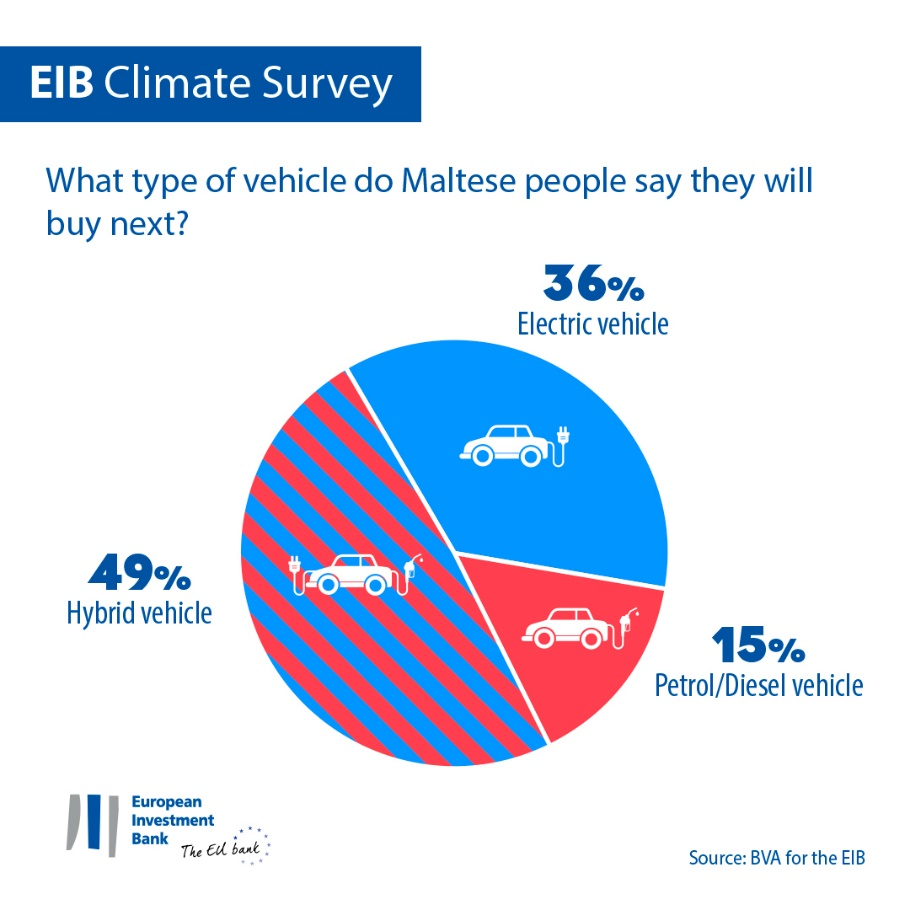 EIB Climate Survey
What type of vehicle do Maltese people say they will
buy next?
36%
Electric vehicle
49%
Hybrid vehicle
15%
Petrol/Diesel vehicle
European
Investment
Bank
The EU bank
Source: BVA for the EIB